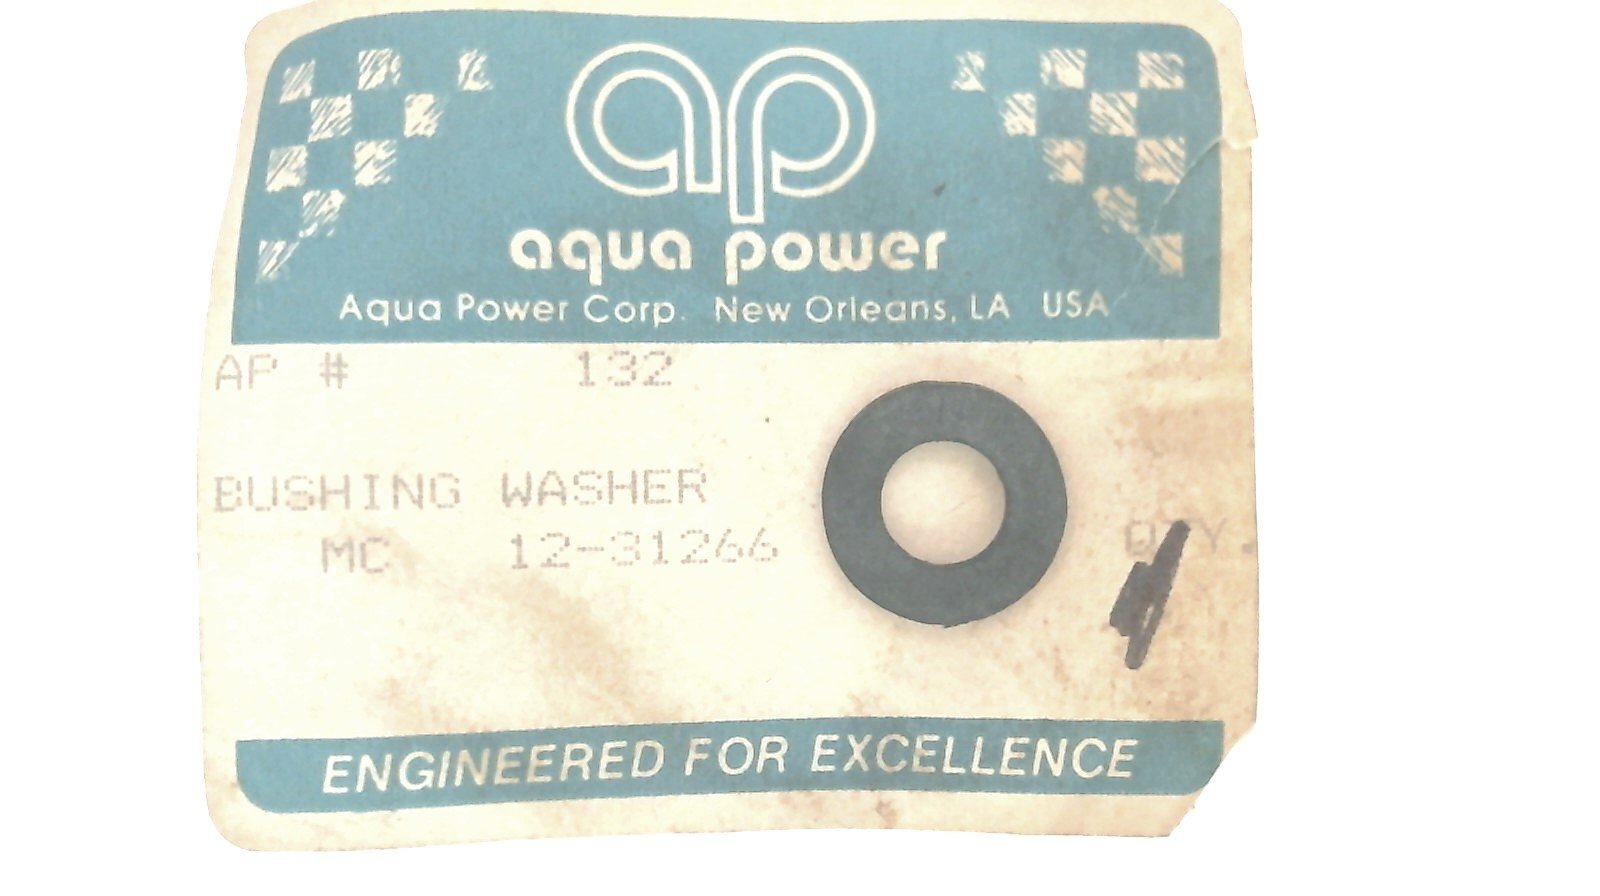 ap
aqua power
Aqua Power Corp. New Orleans, LA USA
AP # 132
BUSHING WASHER
MC 12-31266
QTY.
ENGINEERED FOR EXCELLENCE